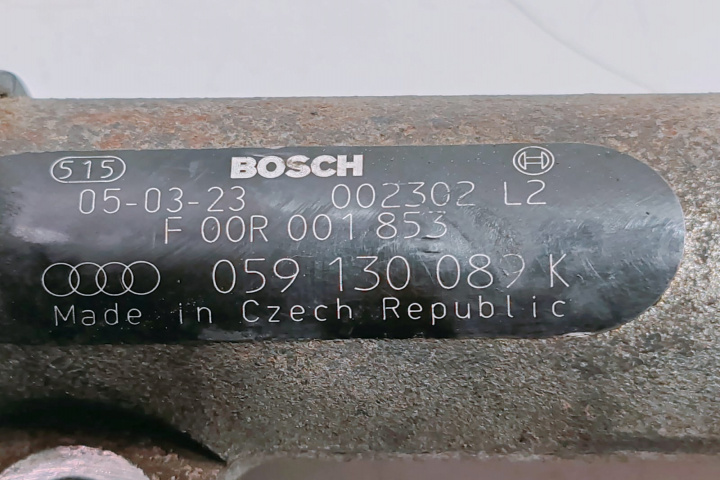 515 BOSCH
05-03-23 002302 L2
F 00R 001 853
059 130 089 K
Made in Czech Republic